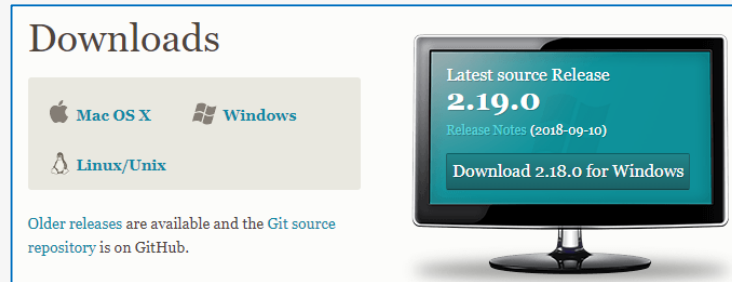 Downloads
Mac OS X
Windows
Linux/Unix
Older releases are available and the Git source
repository is on GitHub.
Latest source Release
2.19.0
Release Notes (2018-09-10)
Download 2.18.0 for Windows